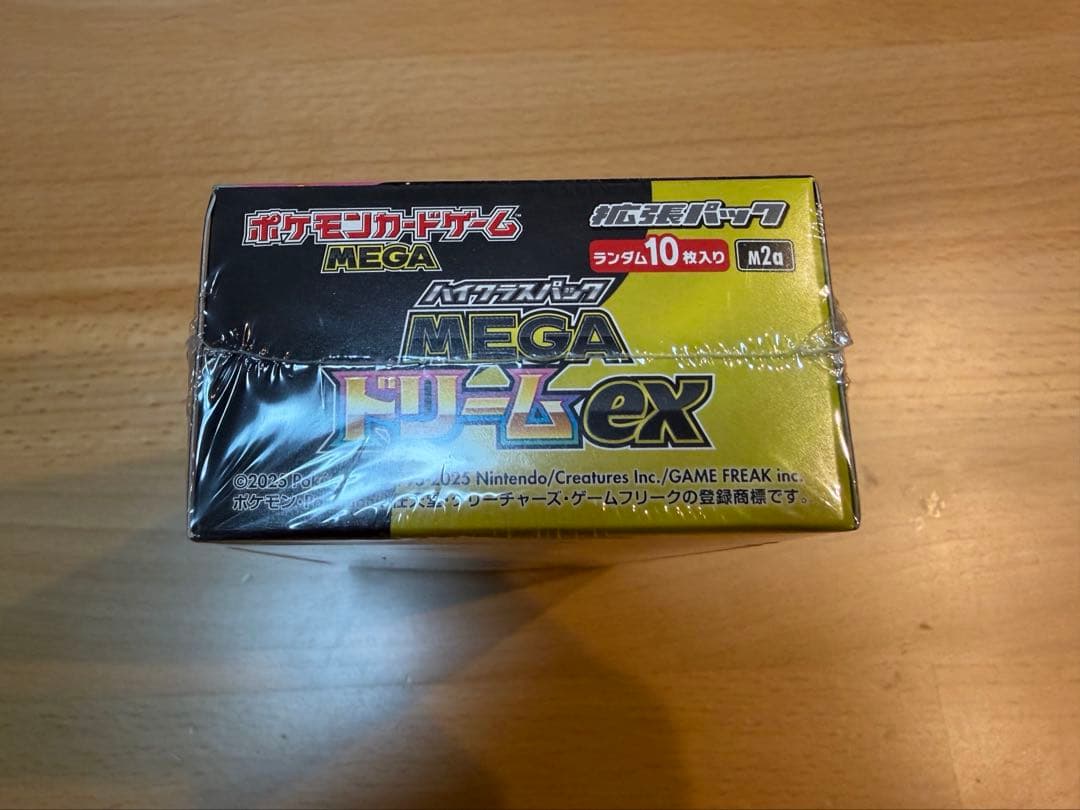 ポケモンカードゲーム
MEGA
拡張パック
ランダム10枚入り M2a
ハイクラスパック
MEGA
ドリームex
©2025 Pok 2025 Nintendo/Creatures Inc./GAME FREAK inc.
ポケモン・ クリーチャーズ・ゲームフリークの登録商標です。